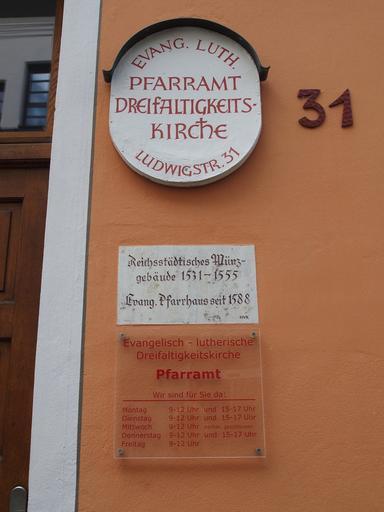 EVANG. LUTH.
PFARRAMT
DREIFALTIGKEITS-
KIRCHE
LUDWIGSTR. 31
31
Reichsstädtisches Münz-
gebäude 1531-1555
Evang. Pfarrhaus seit 1588
Evangelisch - lutherische
Dreifaltigkeitskirche
Pfarramt
Wir sind für Sie da:
Montag 9-12 Uhr und 15-17 Uhr
Dienstag 9-12 Uhr und 15-17 Uhr
Mittwoch 9-12 Uhr
Donnerstag 9-12 Uhr und 15-17 Uhr
Freitag 9-12 Uhr